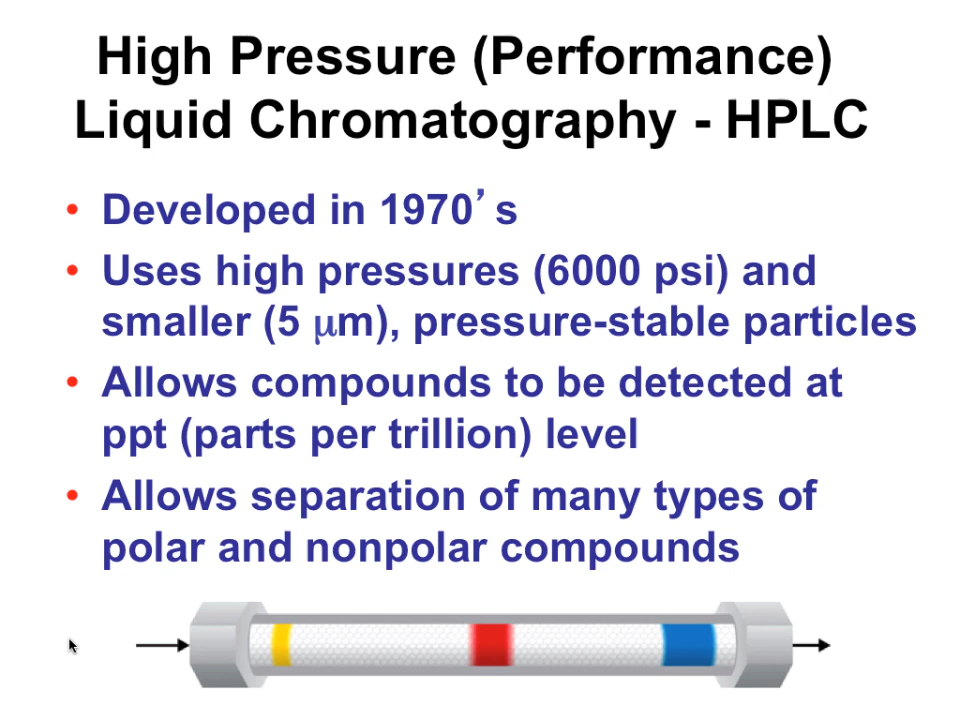 High Pressure (Performance)
Liquid Chromatography - HPLC
• Developed in 1970’s
• Uses high pressures (6000 psi) and
smaller (5 μm), pressure-stable particles
• Allows compounds to be detected at
ppt (parts per trillion) level
• Allows separation of many types of
polar and nonpolar compounds